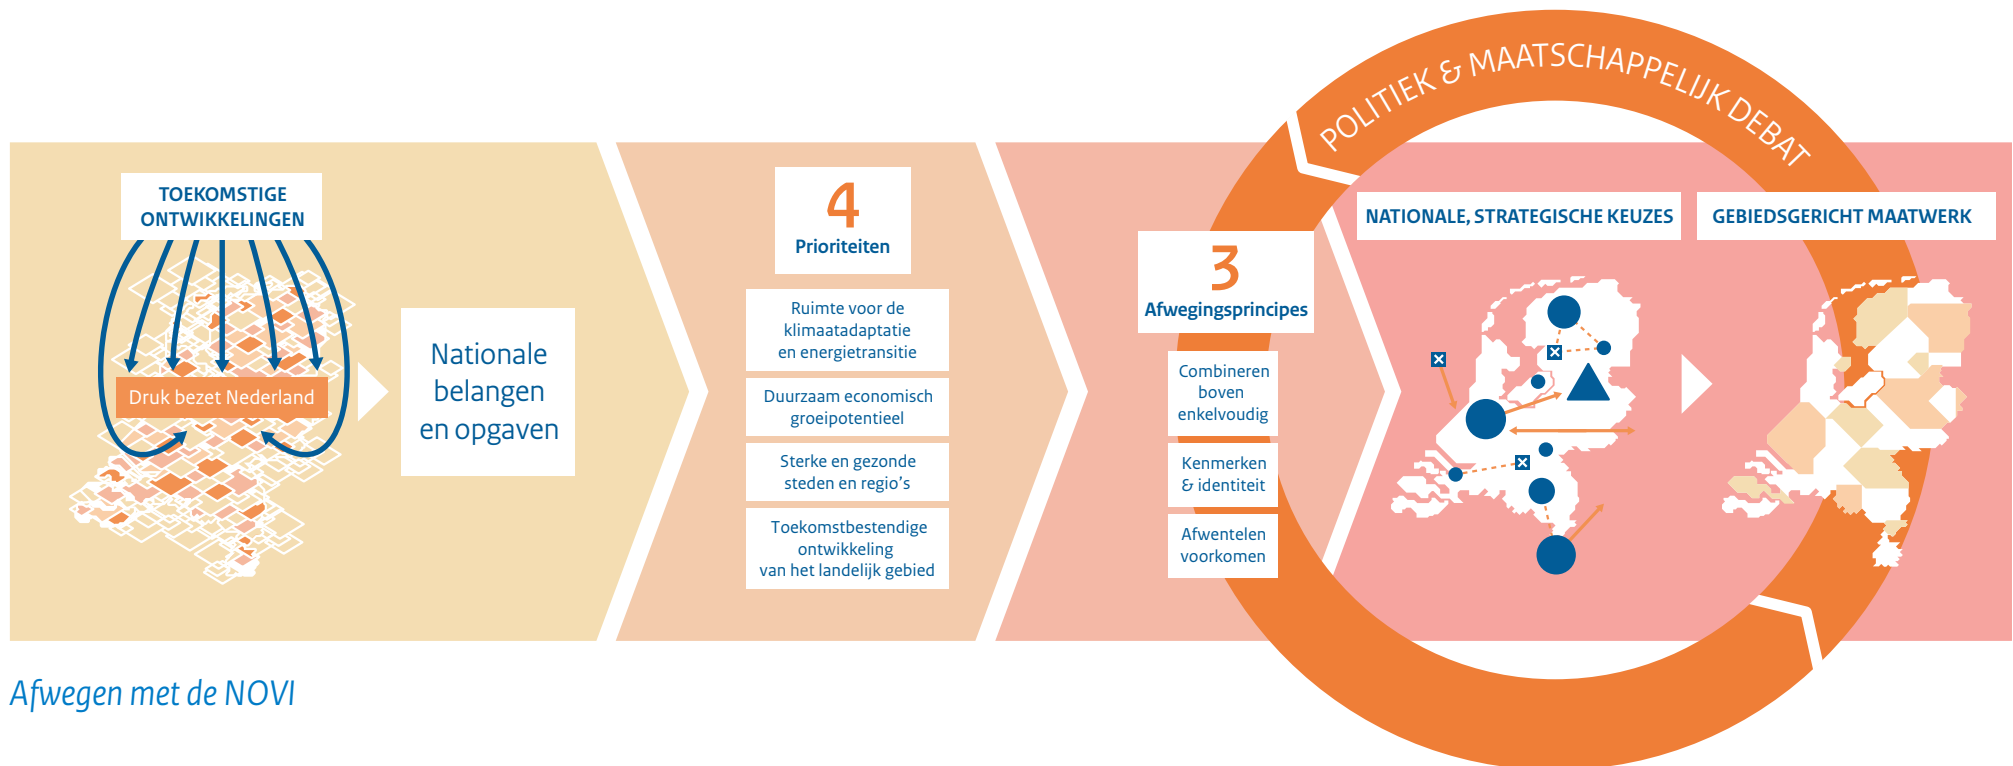 POLITIEK & MAATSCHAPPELIJK DEBAT
TOEKOMSTIGE
ONTWIKKELINGEN
Druk bezet Nederland
Nationale
belangen
en opgaven
4
Prioriteiten
Ruimte voor de
klimaatadaptatie
en energietransitie
Duurzaam economisch
groeipotentieel
Sterke en gezonde
steden en regio's
Toekomstbestendige
ontwikkeling
van het landelijk gebied
3
Afwegingsprincipes
Combineren
boven
enkelvoudig
Kenmerken
& identiteit
Afwentelen
voorkomen
NATIONALE, STRATEGISCHE KEUZES
GEBIEDSGERICHT MAATWERK
Afwegen met de NOVI